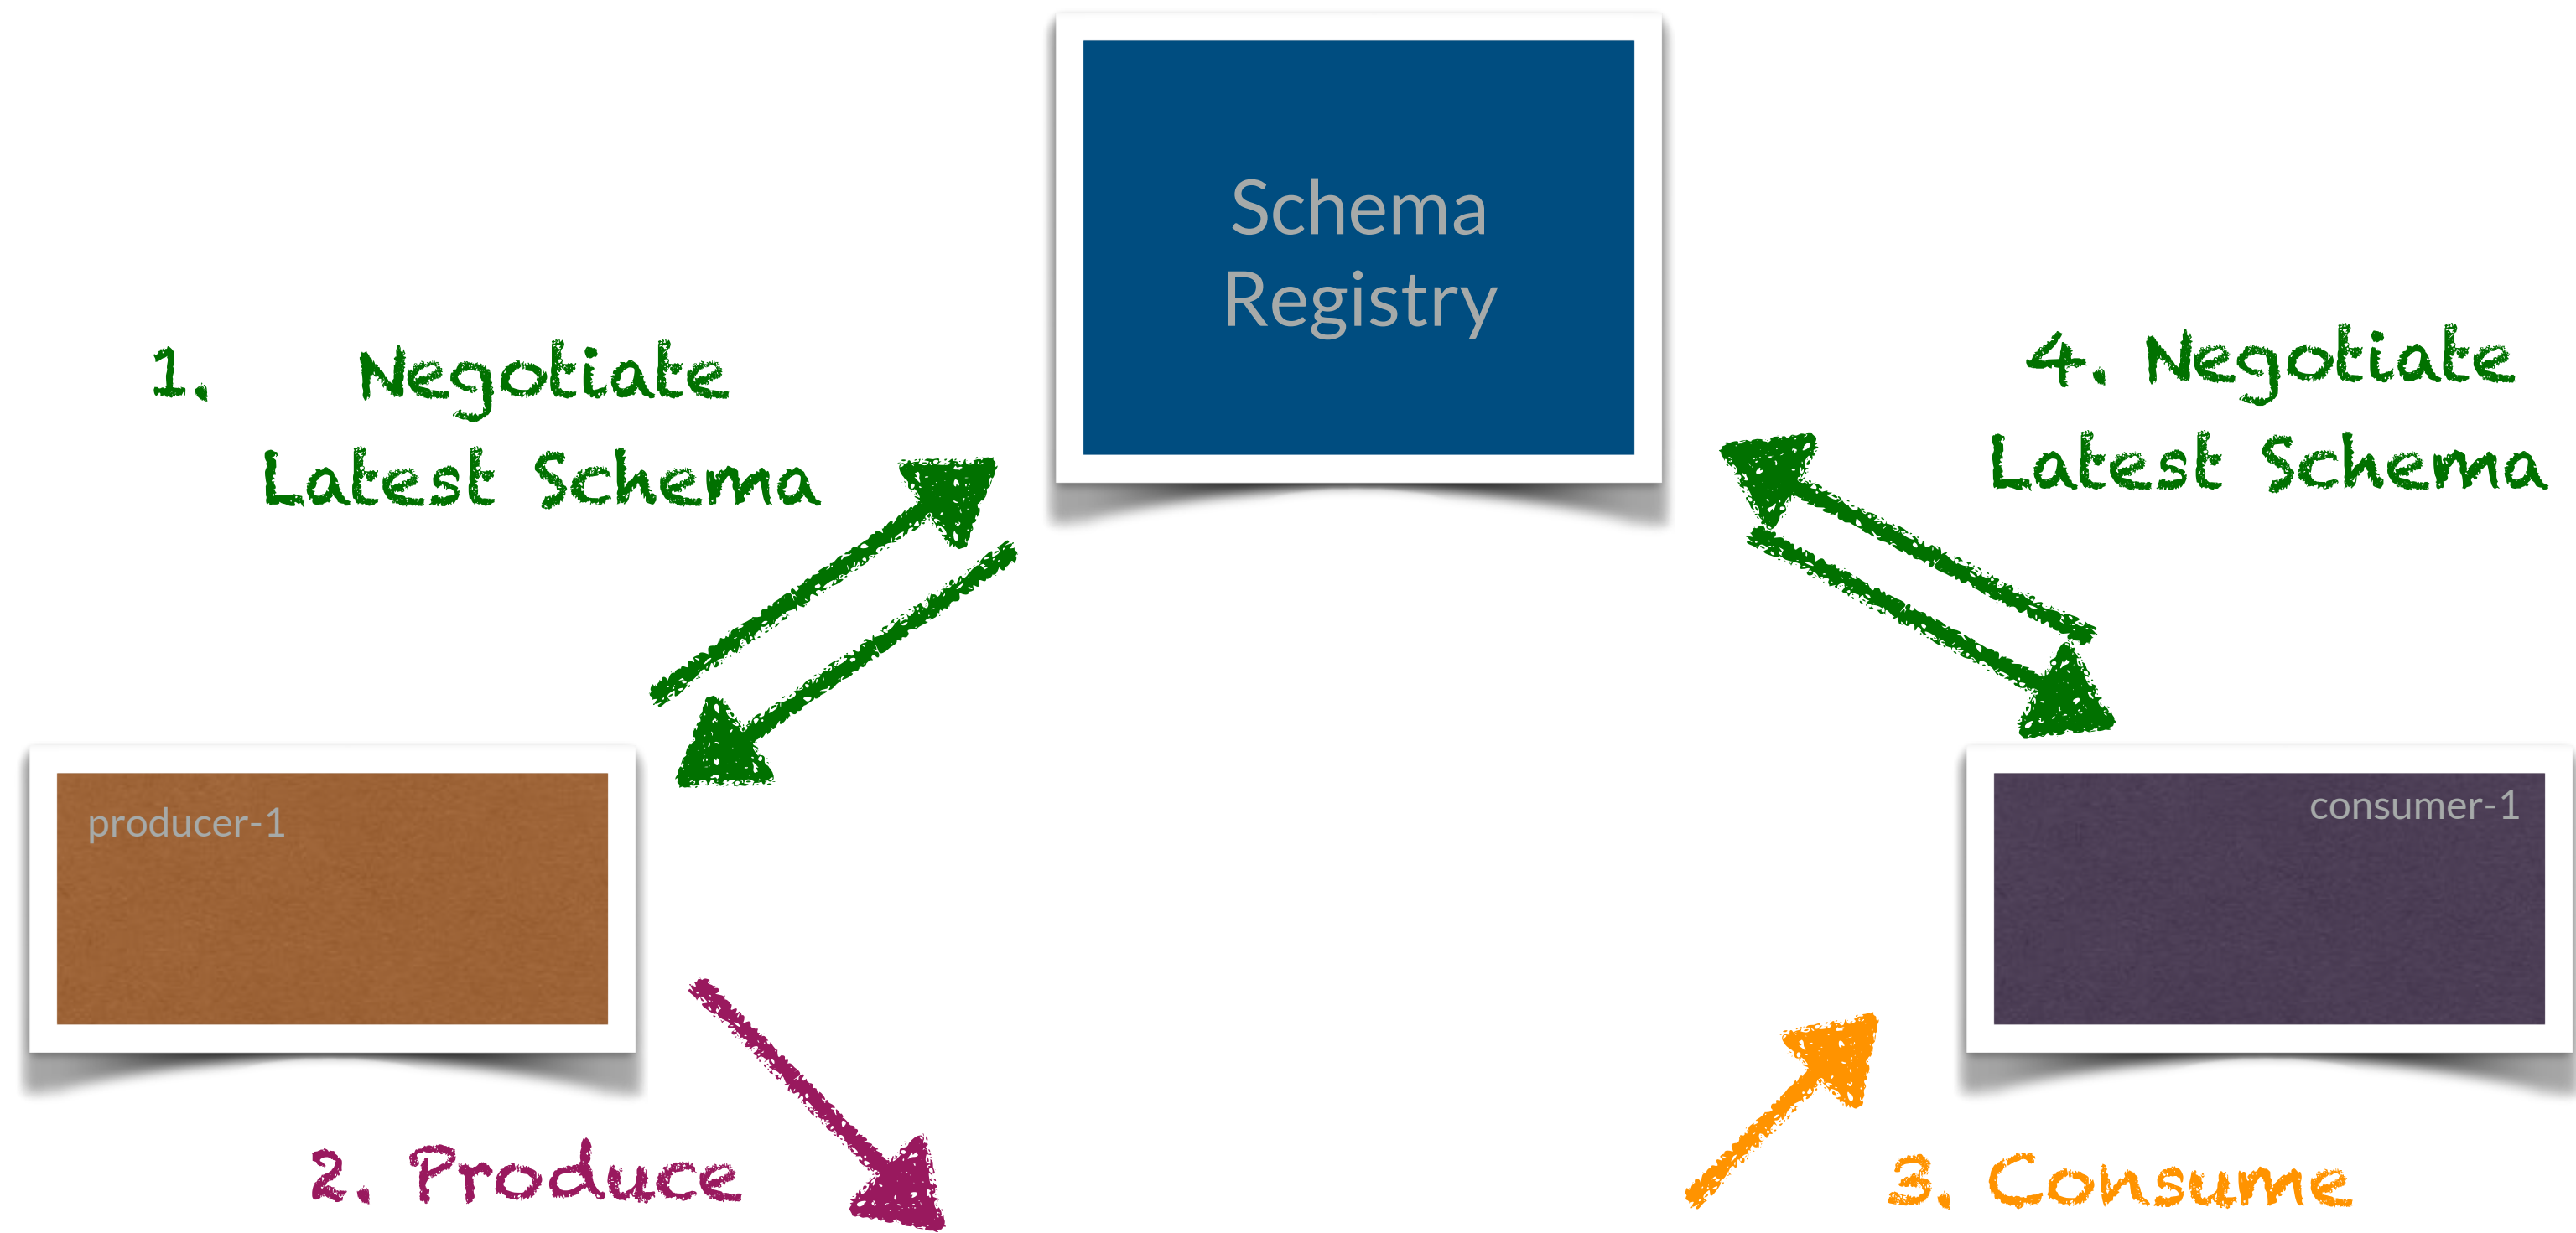 Schema
Registry
1. Negotiate
Latest Schema
4. Negotiate
Latest Schema
producer-1
consumer-1
2. Produce
3. Consume